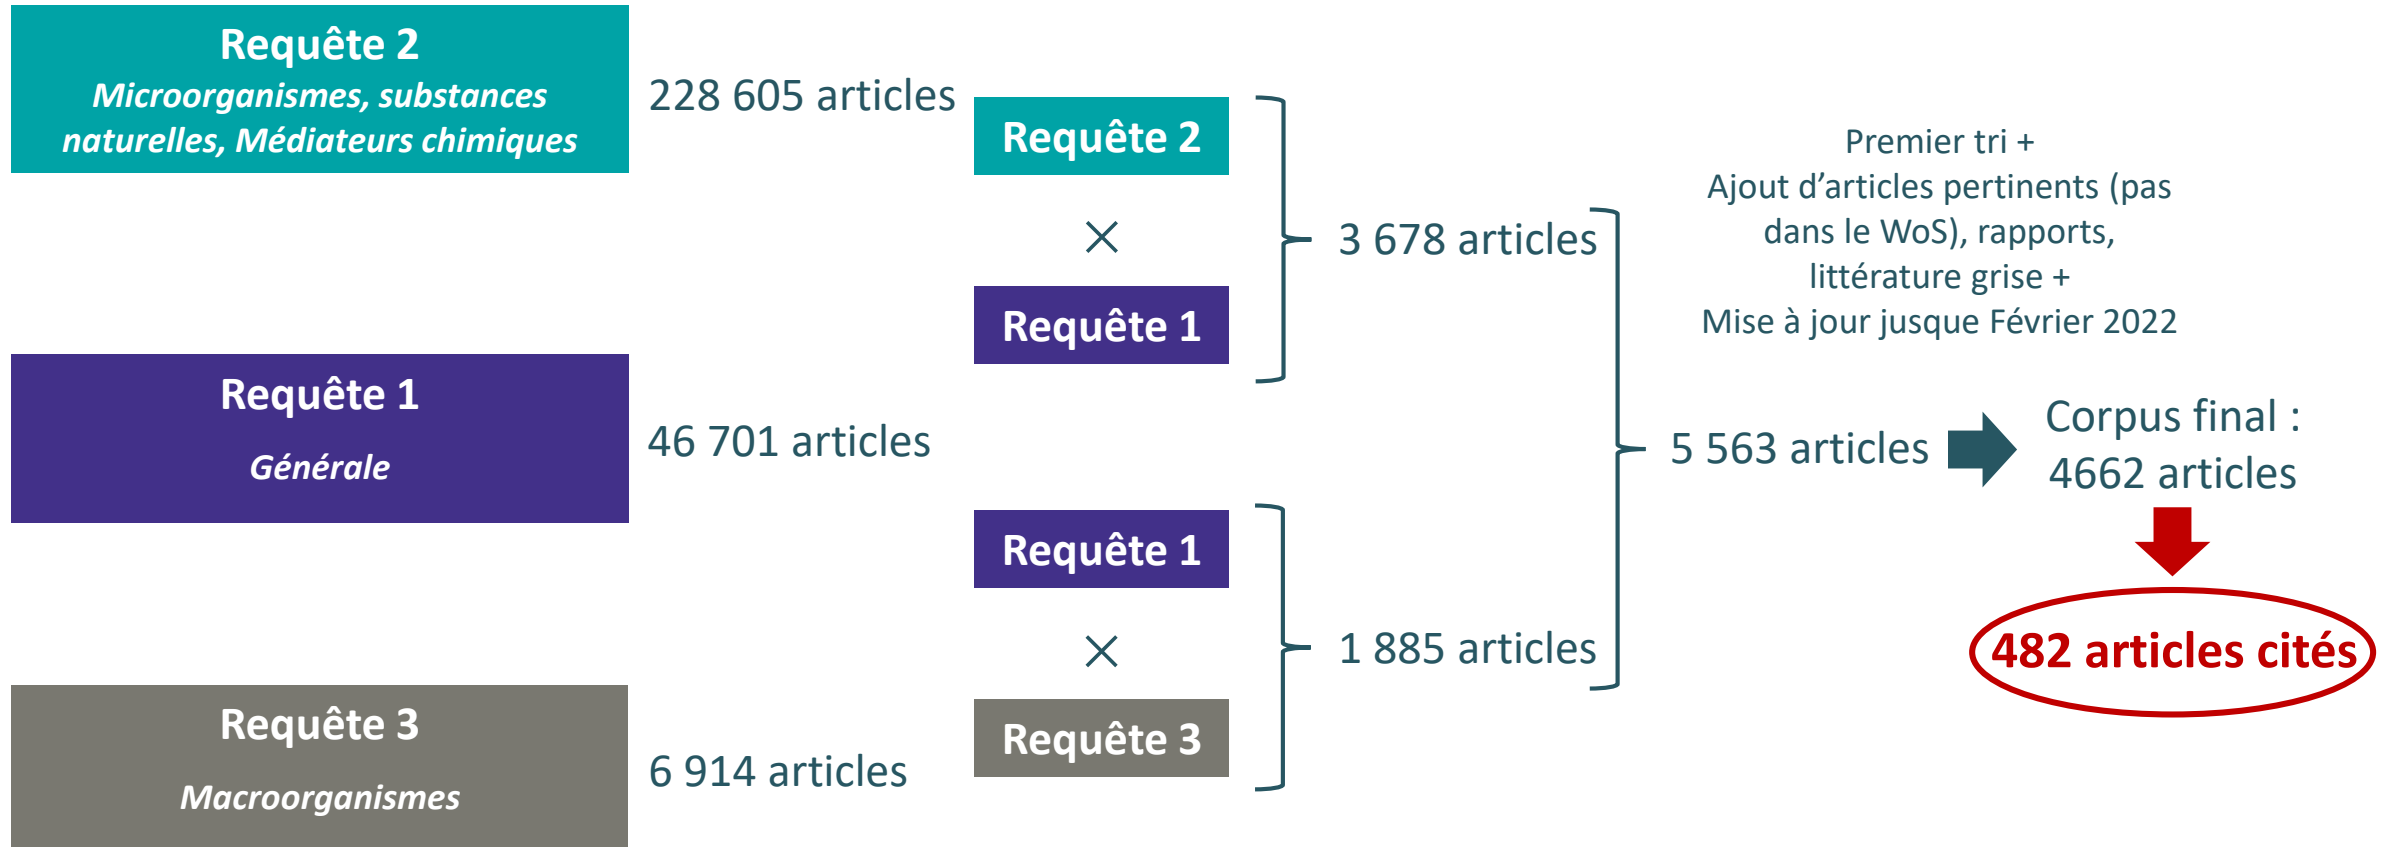 Requête 2
Microorganismes, substances
naturelles, Médiateurs chimiques
228 605 articles
Requête 1
Générale
46 701 articles
Requête 3
Macroorganismes
6 914 articles
Requête 2
×
Requête 1
3 678 articles
Requête 1
×
Requête 3
1 885 articles
5 563 articles
Premier tri +
Ajout d’articles pertinents (pas
dans le WoS), rapports,
littérature grise +
Mise à jour jusque Février 2022
Corpus final :
4662 articles
482 articles cités